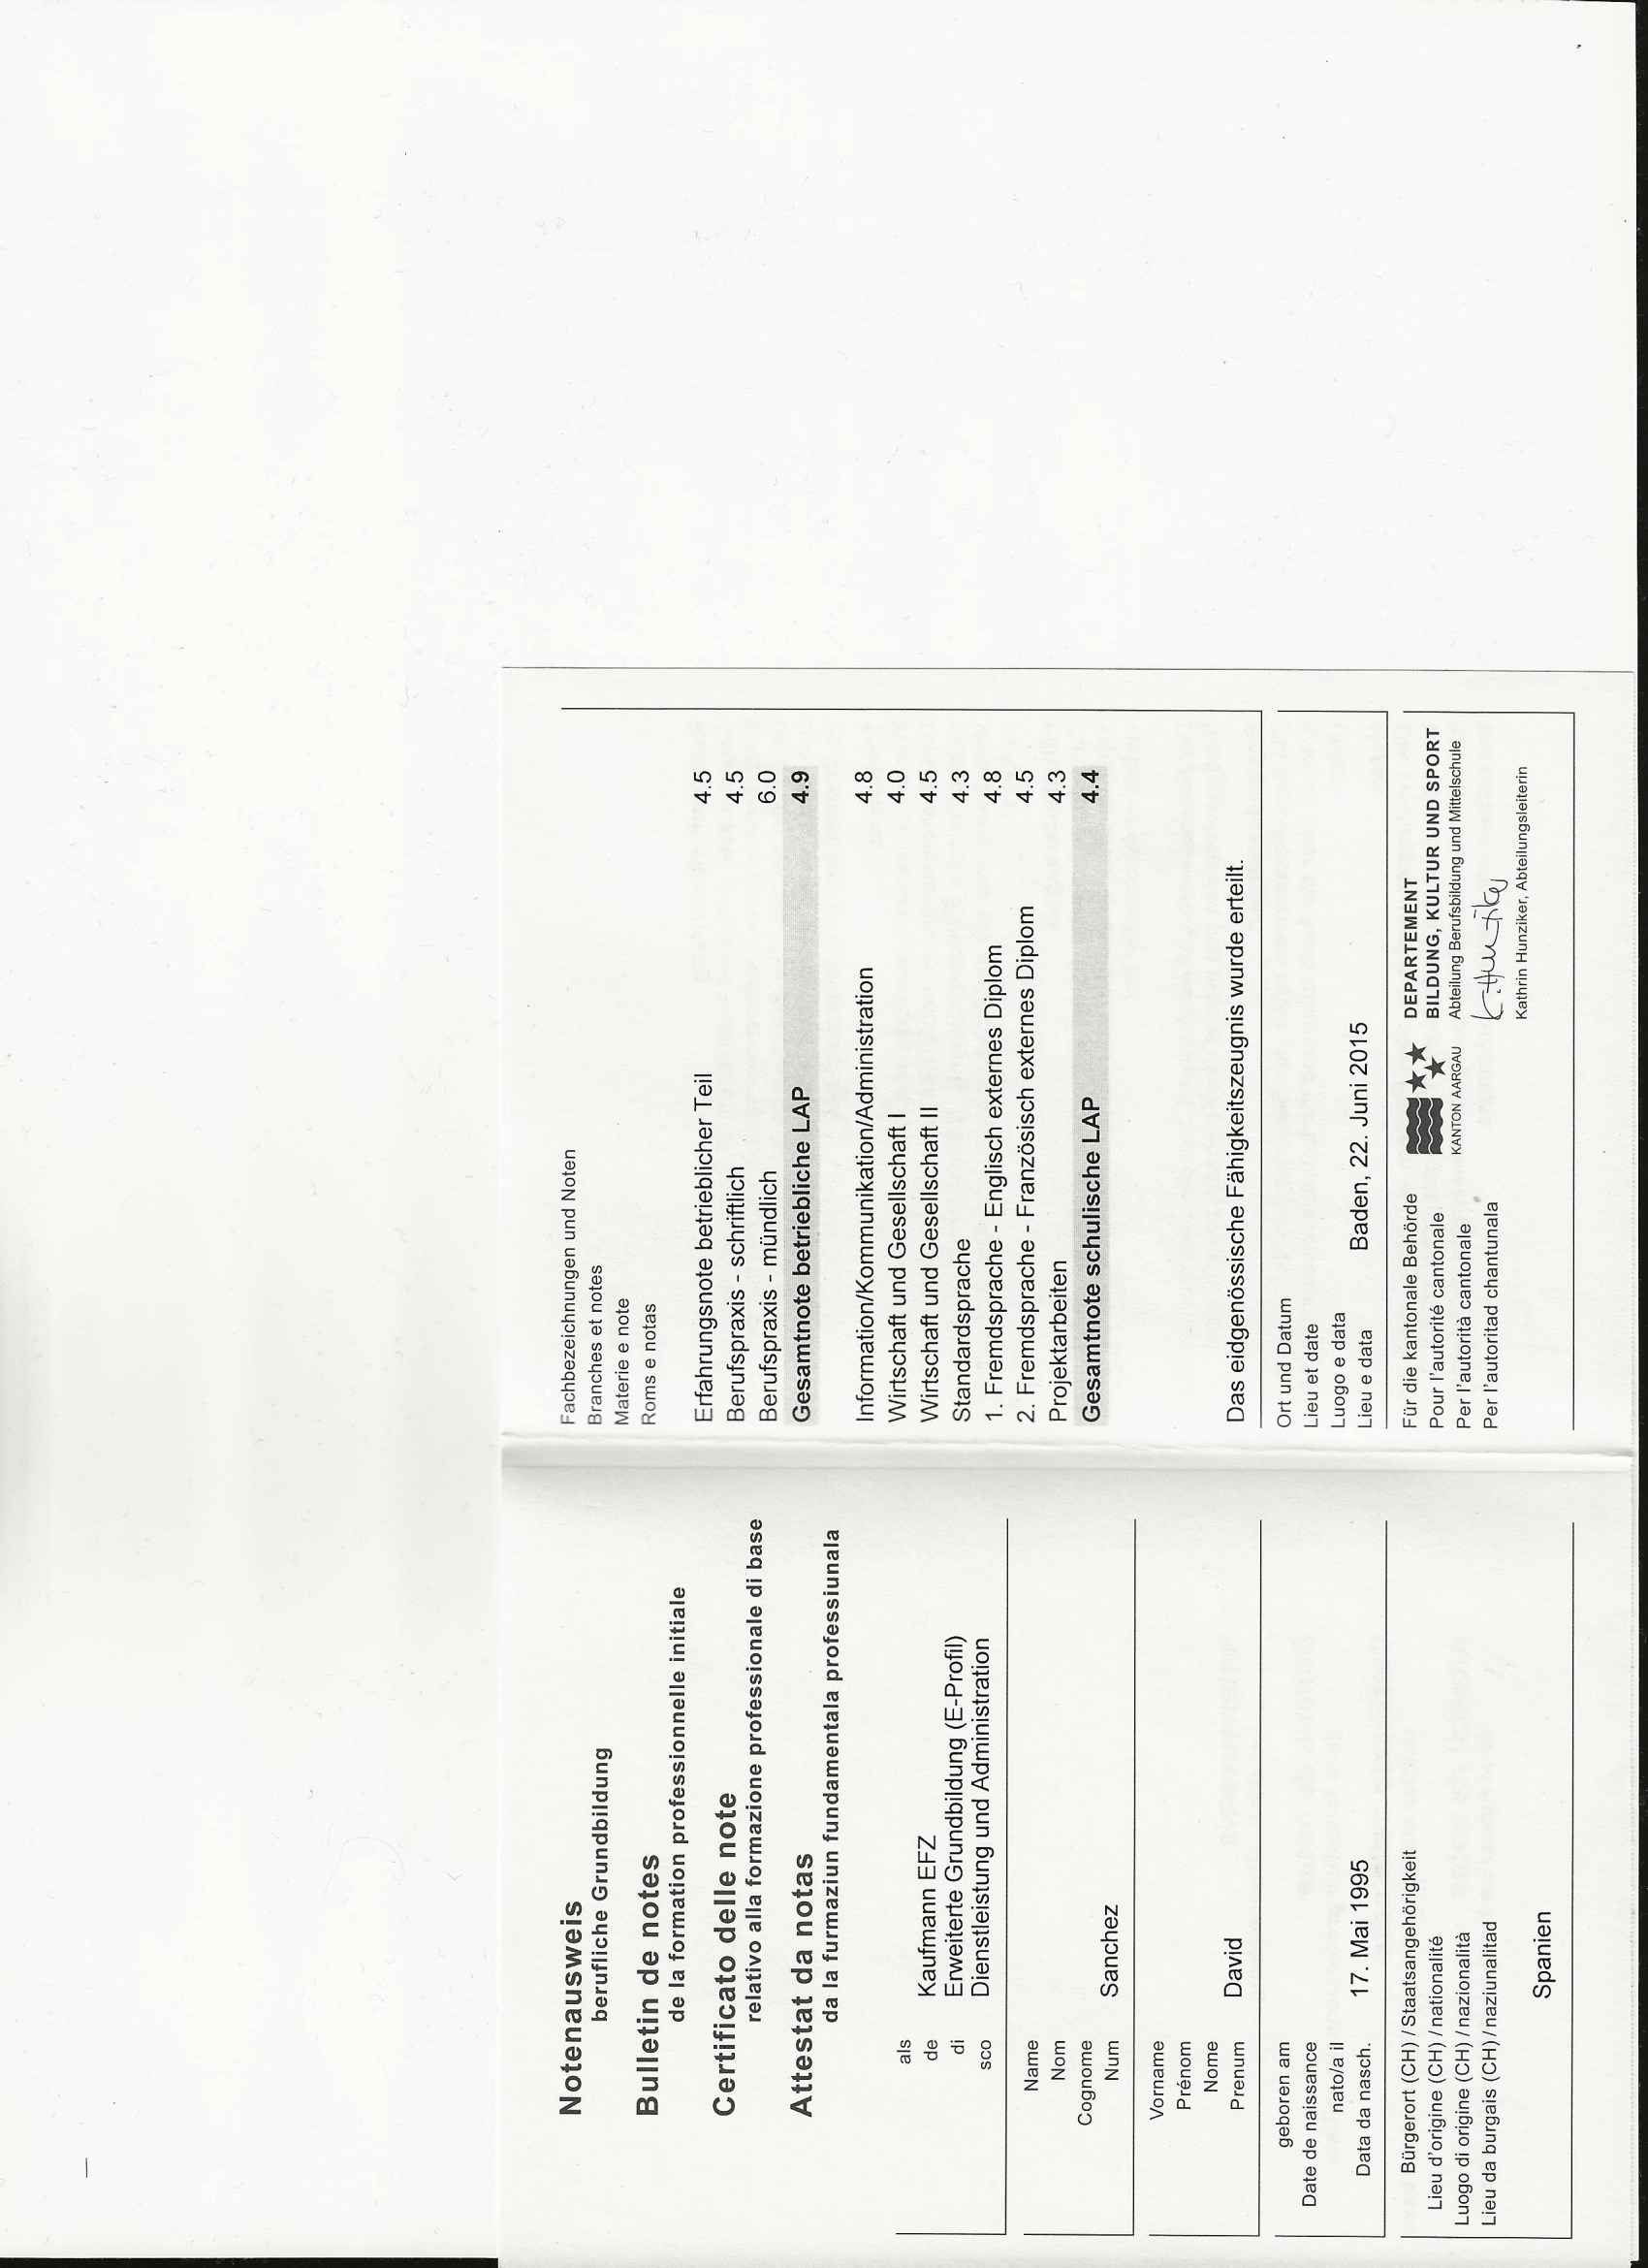 Notenausweis
berufliche Grundbildung
Bulletin de notes
de la formation professionnelle initiale
Certificato delle note
relativo alla formazione professionale di base
Attestat da notas
da la furmaziun fundamentala professiunala
als
de
di
sco
Kaufmann EFZ
Erweiterte Grundbildung (E-Profil)
Dienstleistung und Administration
Name
Nom
Cognome
Num
Sanchez
Vorname
Prénom
Nome
Prenum
David
geboren am
Date de naissance
nato/a il
Data da nasch.
17. Mai 1995
Bürgerort (CH) / Staatsangehörigkeit
Lieu d'origine (CH) / nationalité
Luogo di origine (CH) / nazionalità
Lieu da burgais (CH) / naziunalitad
Spanien
Fachbezeichnungen und Noten
Branches et notes
Materie e note
Roms e notas
Erfahrungsnote betrieblicher Teil 4.5
Berufspraxis - schriftlich 4.5
Berufspraxis - mündlich 6.0
Gesamtnote betriebliche LAP 4.9
Information/Kommunikation/Administration 4.8
Wirtschaft und Gesellschaft I 4.0
Wirtschaft und Gesellschaft II 4.5
Standardsprache 4.3
1. Fremdsprache - Englisch externes Diplom 4.8
2. Fremdsprache - Französisch externes Diplom 4.5
Projektarbeiten 4.3
Gesamtnote schulische LAP 4.4
Das eidgenössische Fähigkeitszeugnis wurde erteilt.
Ort und Datum
Lieu et date
Luogo e data
Lieu e data
Baden, 22. Juni 2015
Für die kantonale Behörde
Pour l'autorité cantonale
Per l'autorità cantonale
Per l'autoritad chantunala
KANTON AARGAU
DEPARTEMENT
BILDUNG, KULTUR UND SPORT
Abteilung Berufsbildung und Mittelschule
K. Hunziker
Kathrin Hunziker, Abteilungsleiterin